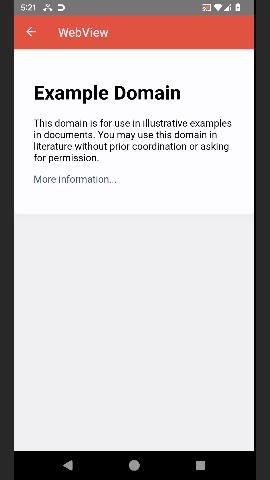 5:21
WebView
Example Domain
This domain is for use in illustrative examples
in documents. You may use this domain in
literature without prior coordination or asking
for permission.
More information...